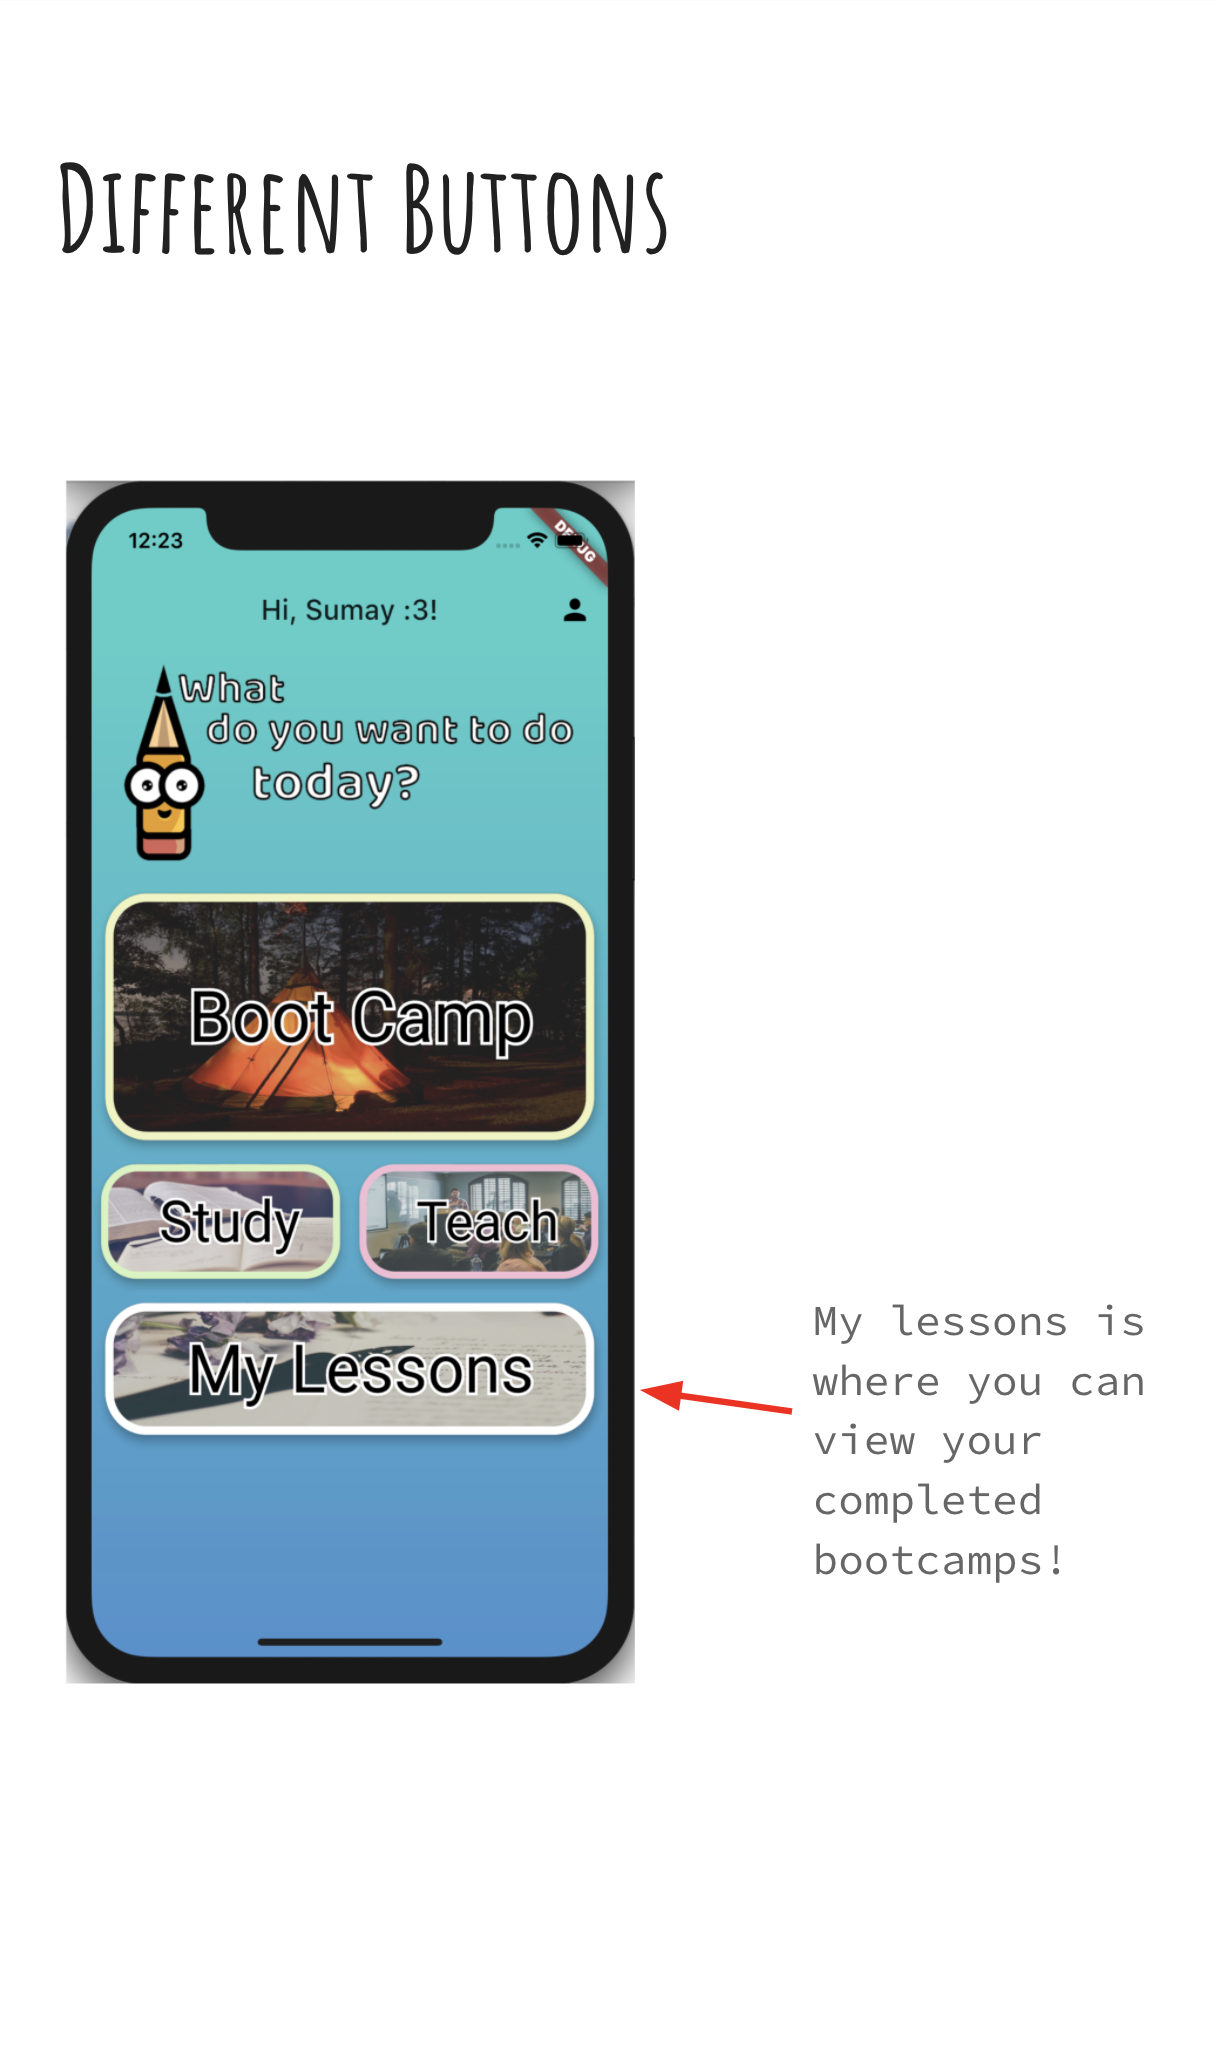 Different Buttons
12:23
Hi, Sumay :3!
What
do you want to do
today?
Boot Camp
Study
Teach
My Lessons
My lessons is
where you can
view your
completed
bootcamps!